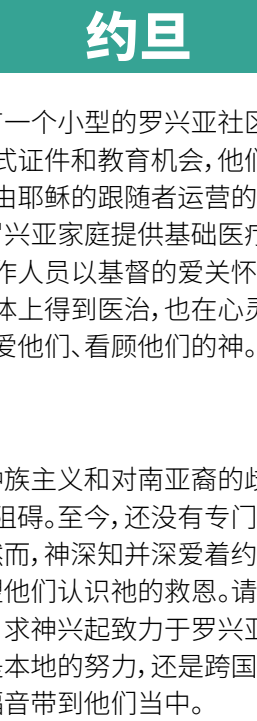 约旦
一个小型的罗兴亚社区
式证件和教育机会，他们
由耶稣的跟随者运营的
兴亚家庭提供基础医疗
作人员以基督的爱关怀
体上得到医治，也在心灵
爱他们、看顾他们的神。
族主义和对南亚裔的歧
阻碍。至今，还没有专门
而，神深知并深爱着约
他们认识祂的救恩。请
求神兴起致力于罗兴亚
本地的努力，还是跨国
音带到他们当中。